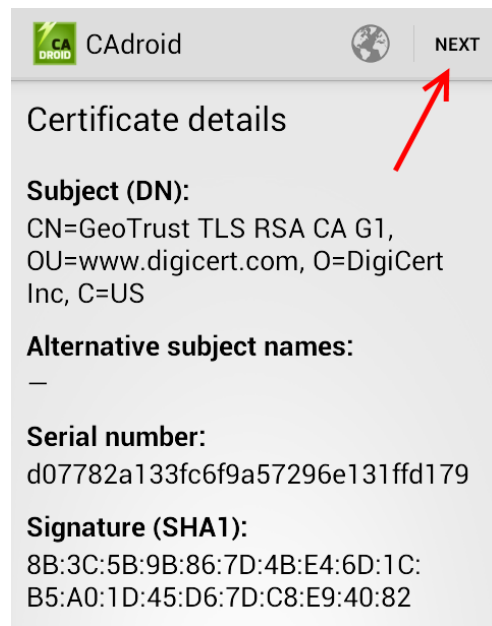 CA
DROID
CAdroid
NEXT
Certificate details
Subject (DN):
CN=GeoTrust TLS RSA CA G1,
OU=www.digicert.com, O=DigiCert
Inc, C=US
Alternative subject names:
—
Serial number:
d07782a133fc6f9a57296e131ffd179
Signature (SHA1):
8B:3C:5B:9B:86:7D:4B:E4:6D:1C:
B5:A0:1D:45:D6:7D:C8:E9:40:82